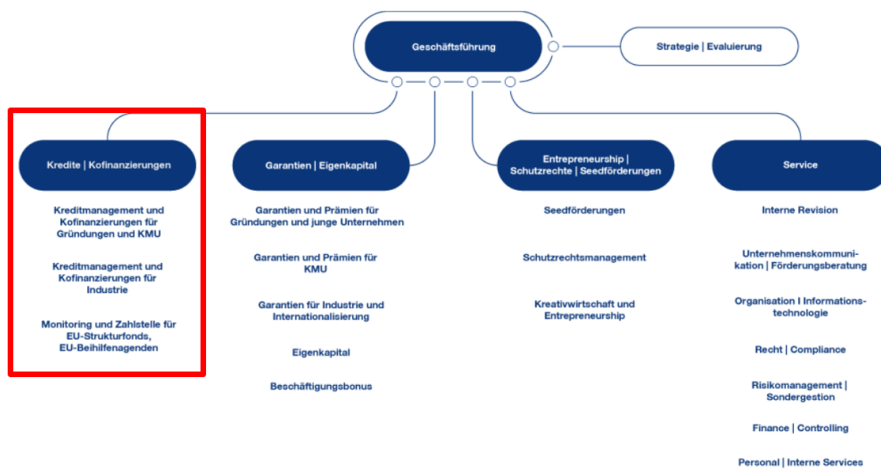 Geschäftsführung
Strategie | Evaluierung
Kredite | Kofinanzierungen
Kreditmanagement und
Kofinanzierungen für
Gründungen und KMU
Kreditmanagement und
Kofinanzierungen für
Industrie
Monitoring und Zahlstelle für
EU-Strukturfonds,
EU-Beihilfenagenden
Garantien | Eigenkapital
Garantien und Prämien für
Gründungen und junge Unternehmen
Garantien und Prämien für
KMU
Garantien für Industrie und
Internationalisierung
Eigenkapital
Beschäftigungsbonus
Entrepreneurship |
Schutzrechte | Seedförderungen
Seedförderungen
Schutzrechtsmanagement
Kreativwirtschaft und
Entrepreneurship
Service
Interne Revision
Unternehmenskommuni-
kation | Förderungsberatung
Organisation I Informations-
technologie
Recht | Compliance
Risikomanagement |
Sondergestion
Finance | Controlling
Personal | Interne Services